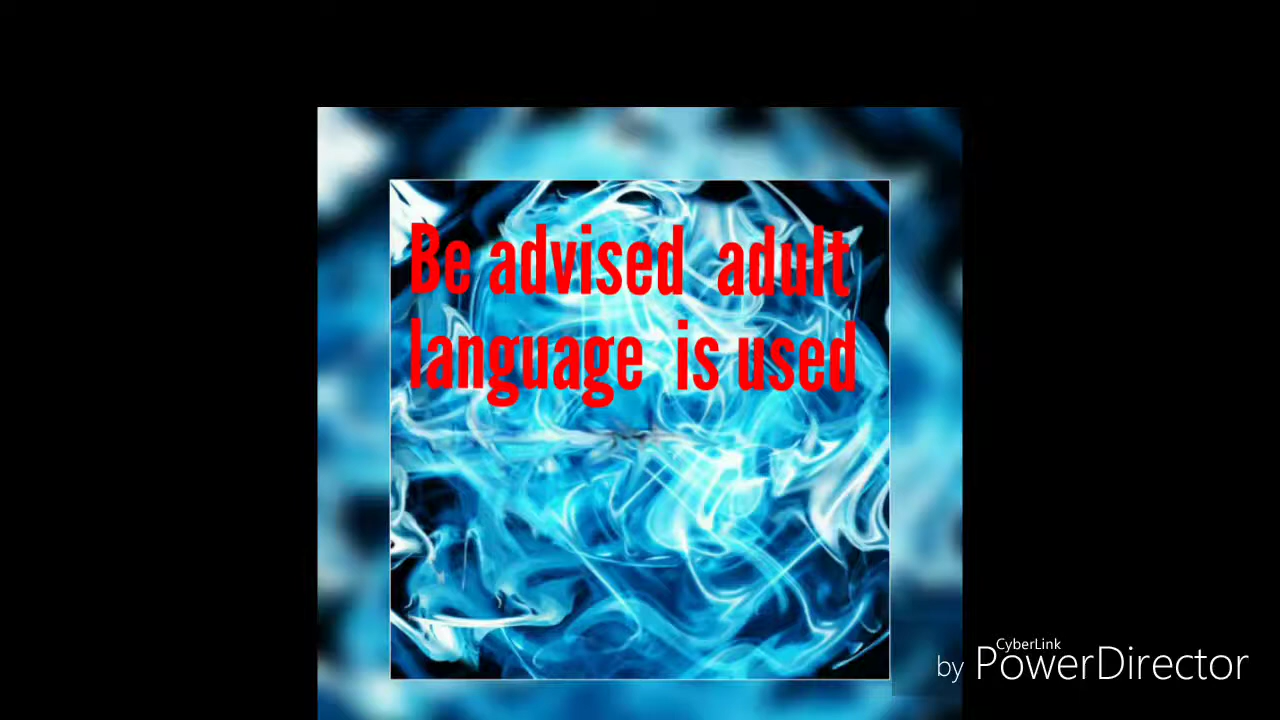 Be advised adult
language is used
CyberLink
by PowerDirector